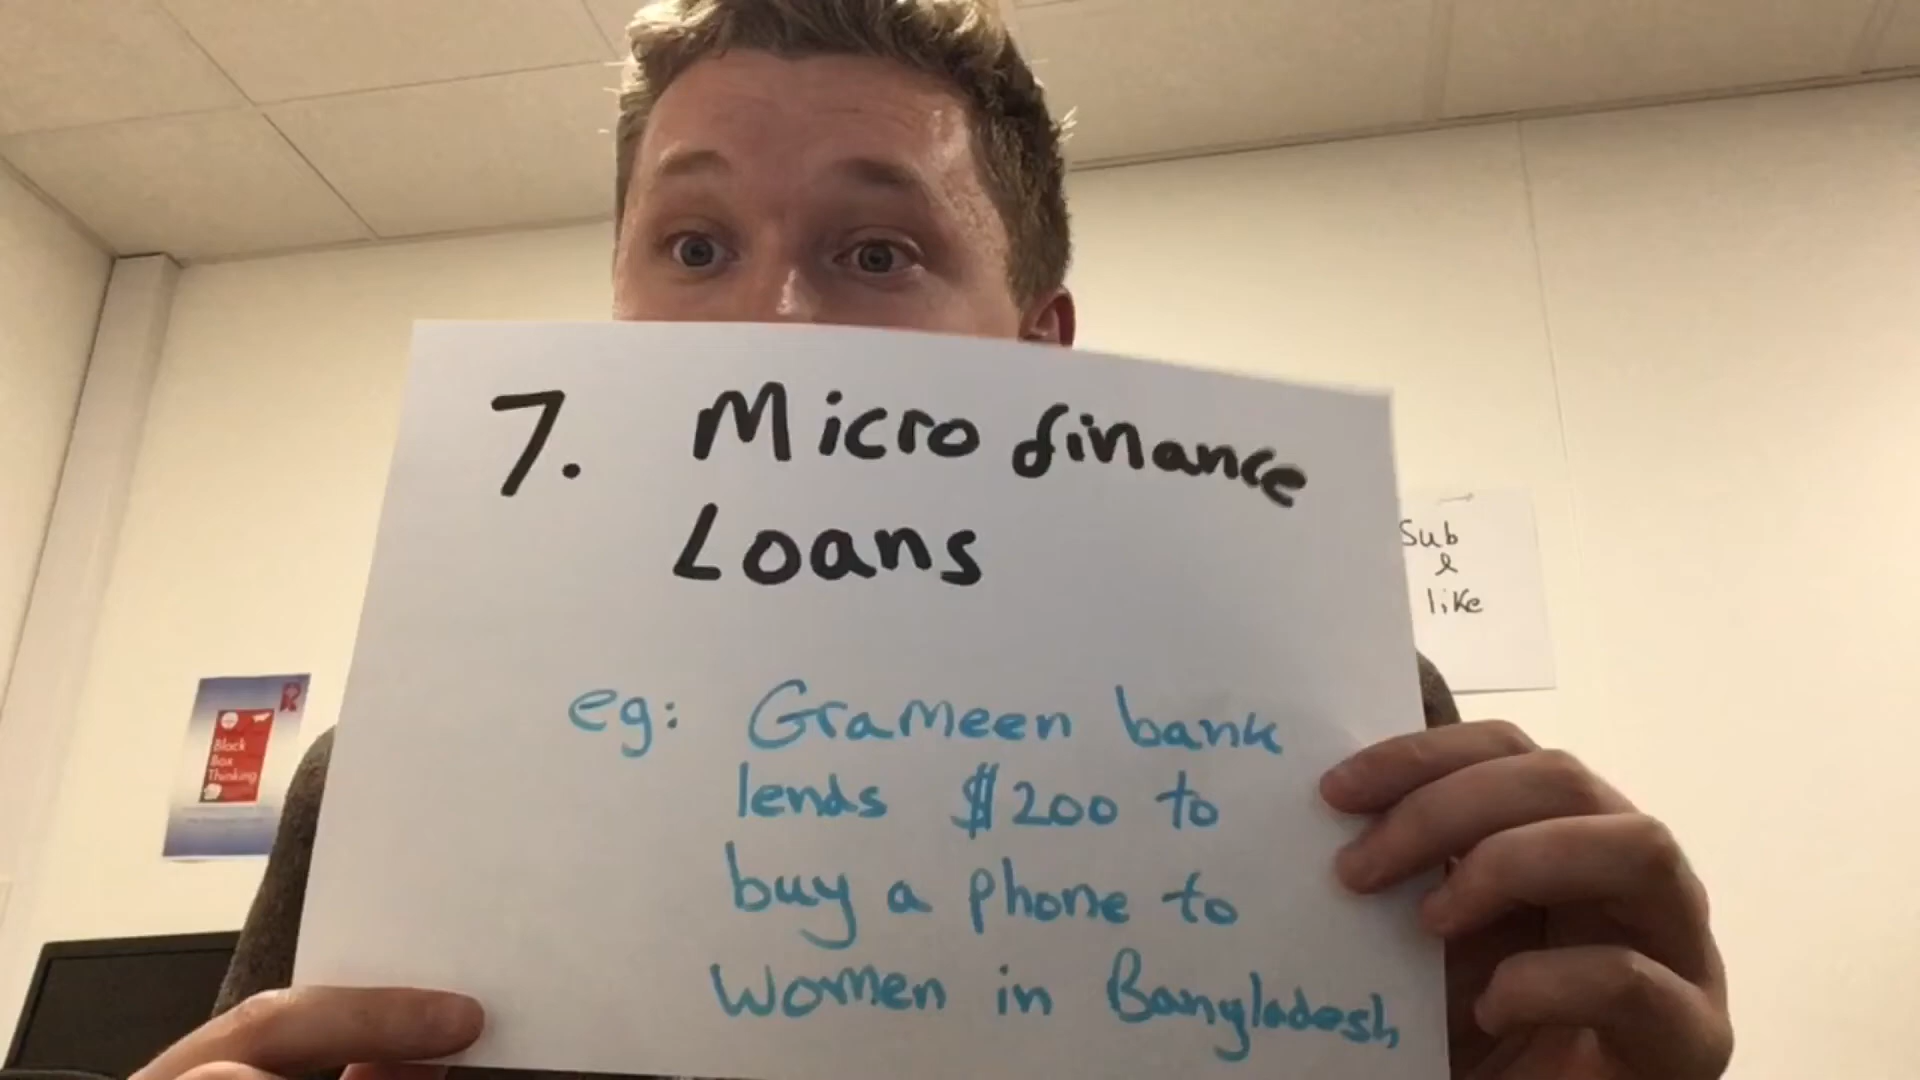 7. Micro finance
Loans
eg: Grameen bank
lends $200 to
buy a phone to
women in Bangladesh
Sub
&
like
Black
Box
Thinking